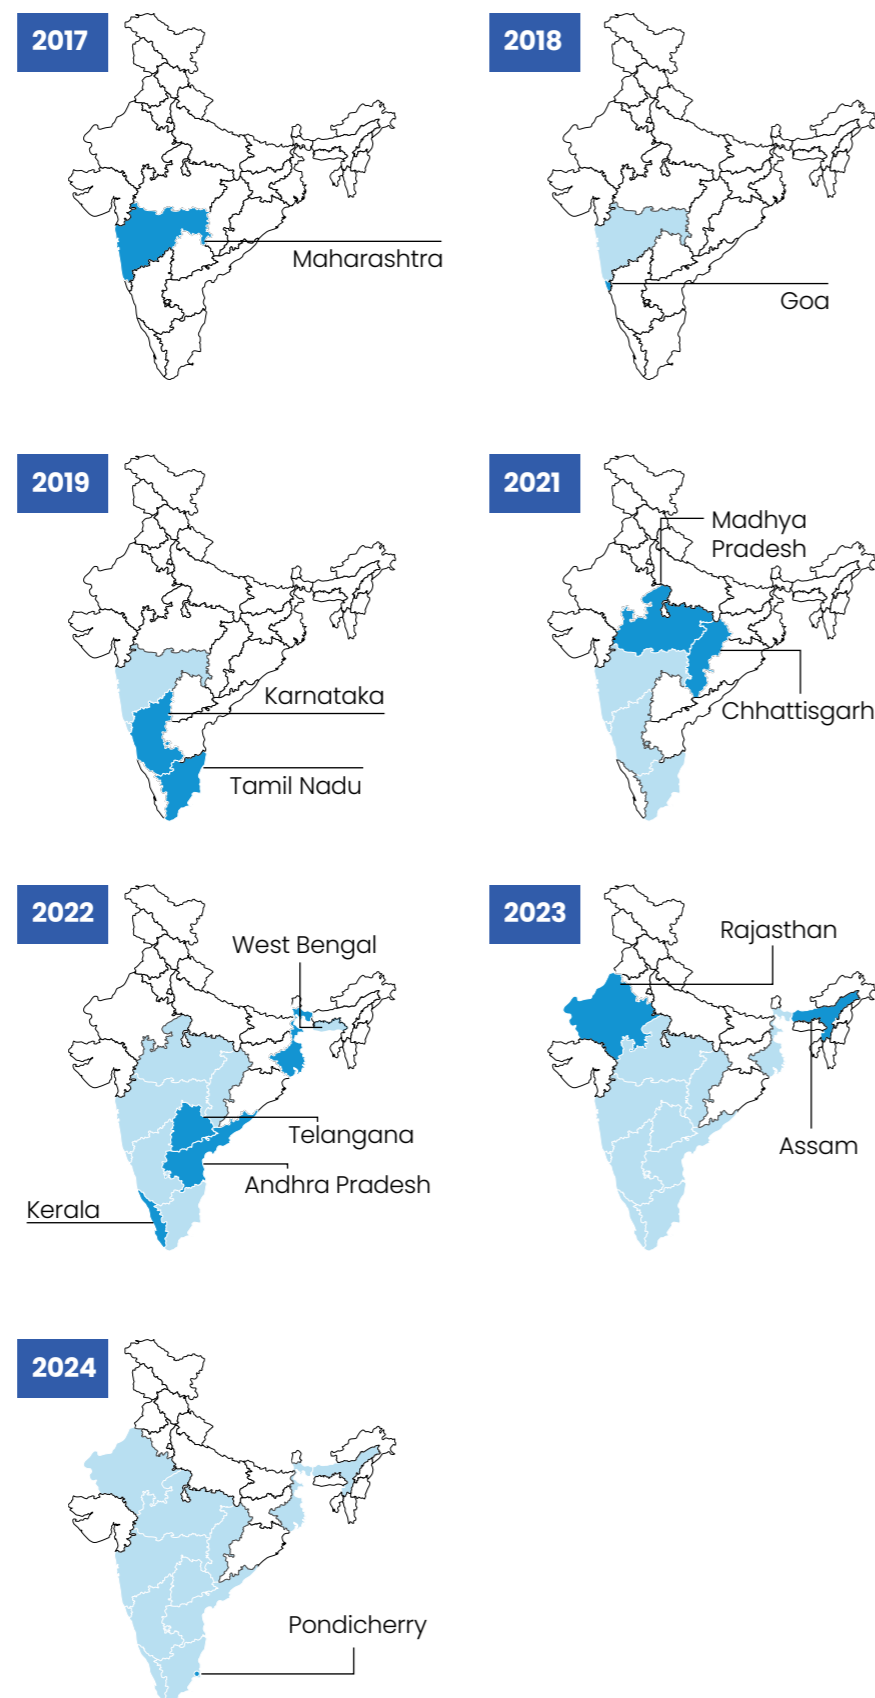 2017
Maharashtra
2018
Goa
2019
Karnataka
Tamil Nadu
2021
Madhya
Pradesh
Chhattisgarh
2022
West Bengal
Telangana
Andhra Pradesh
Kerala
2023
Rajasthan
Assam
2024
Pondicherry